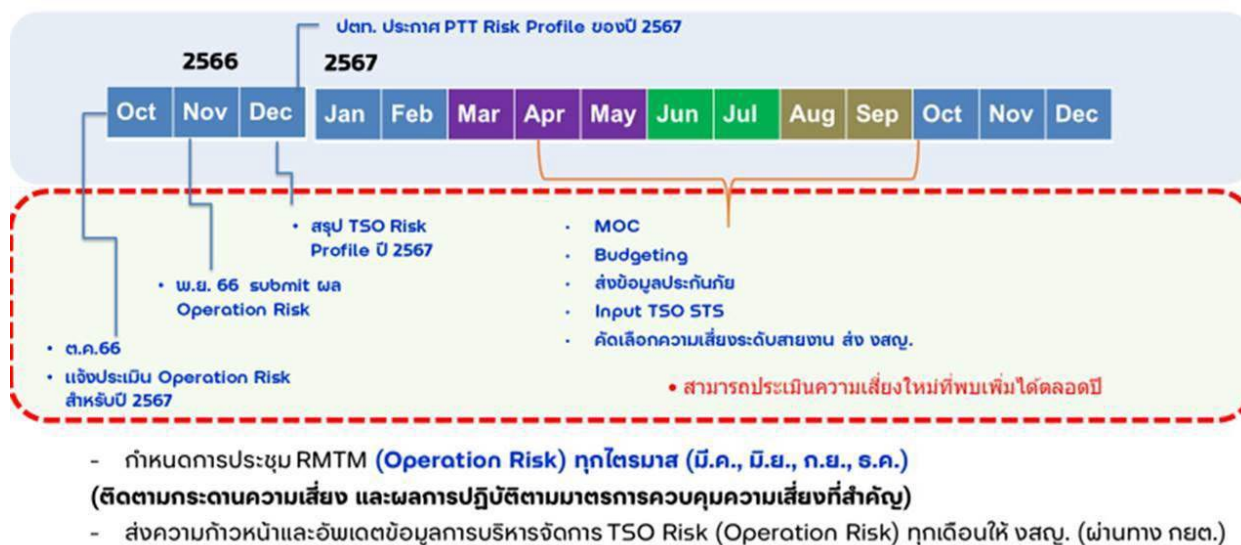 ปตท. ประกาศ PTT Risk Profile ของปี 2567
2566 2567
Oct Nov Dec Jan Feb Mar Apr May Jun Jul Aug Sep Oct Nov Dec
• สรุป TSO Risk
Profile ปี 2567
• พ.ย. 66 submit ผล
Operation Risk
• ต.ค.66
• แจ้งประเมิน Operation Risk
สำหรับปี 2567
• MOC
• Budgeting
• ส่งข้อมูลประกันภัย
• Input TSO STS
• คัดเลือกความเสี่ยงระดับสายงาน ส่ง งสญ.
• สามารถประเมินความเสี่ยงใหม่ที่พบเพิ่มได้ตลอดปี
- กำหนดการประชุม RMTM (Operation Risk) ทุกไตรมาส (มี.ค., มิ.ย., ก.ย., ธ.ค.)
(ติดตามกระดานความเสี่ยง และผลการปฏิบัติตามมาตรการควบคุมความเสี่ยงที่สำคัญ)
- ส่งความก้าวหน้าและอัพเดตข้อมูลการบริหารจัดการ TSO Risk (Operation Risk) ทุกเดือนให้ งสญ. (ผ่านทาง กยต.)